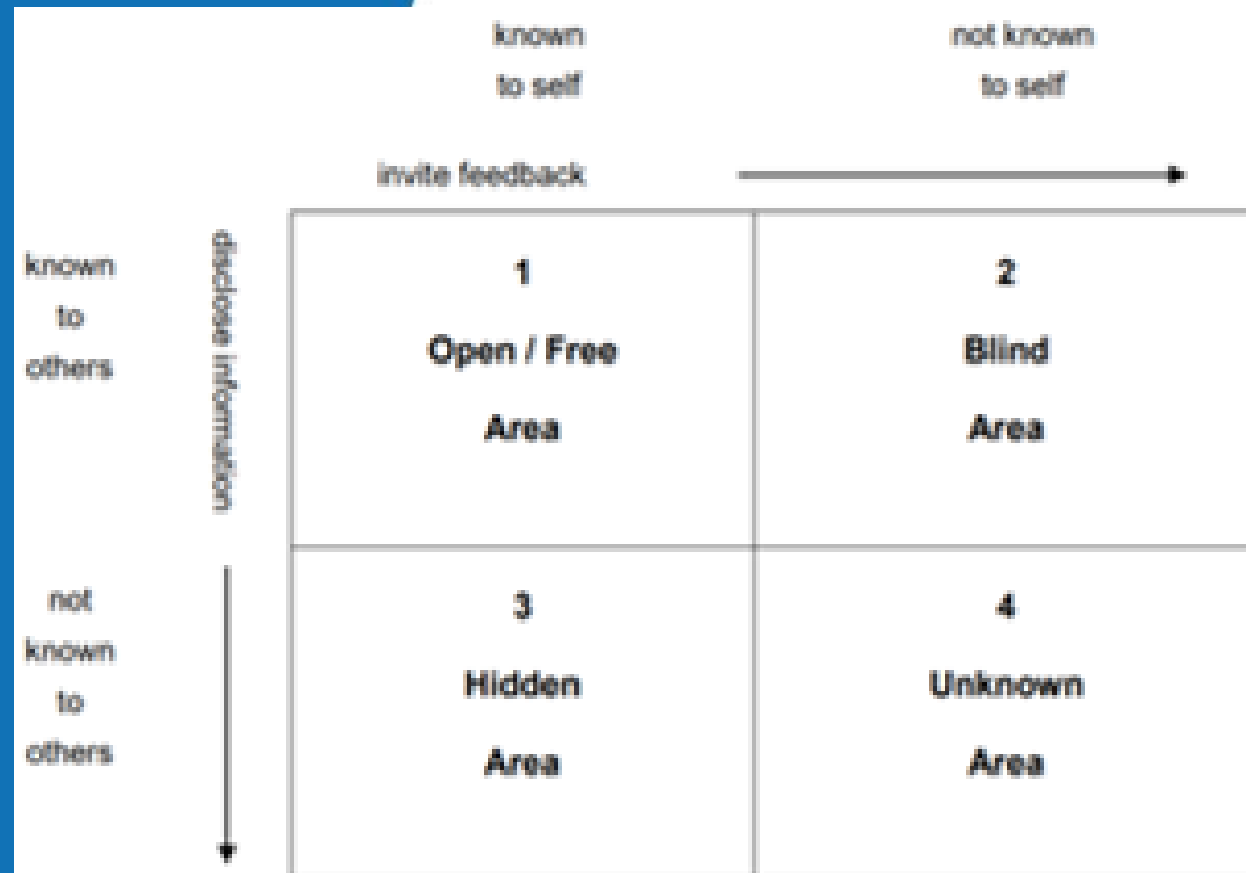 known
to self
not known
to self
invite feedback
known
to
others
disclose information
1
Open / Free
Area
2
Blind
Area
not
known
to
others
3
Hidden
Area
4
Unknown
Area